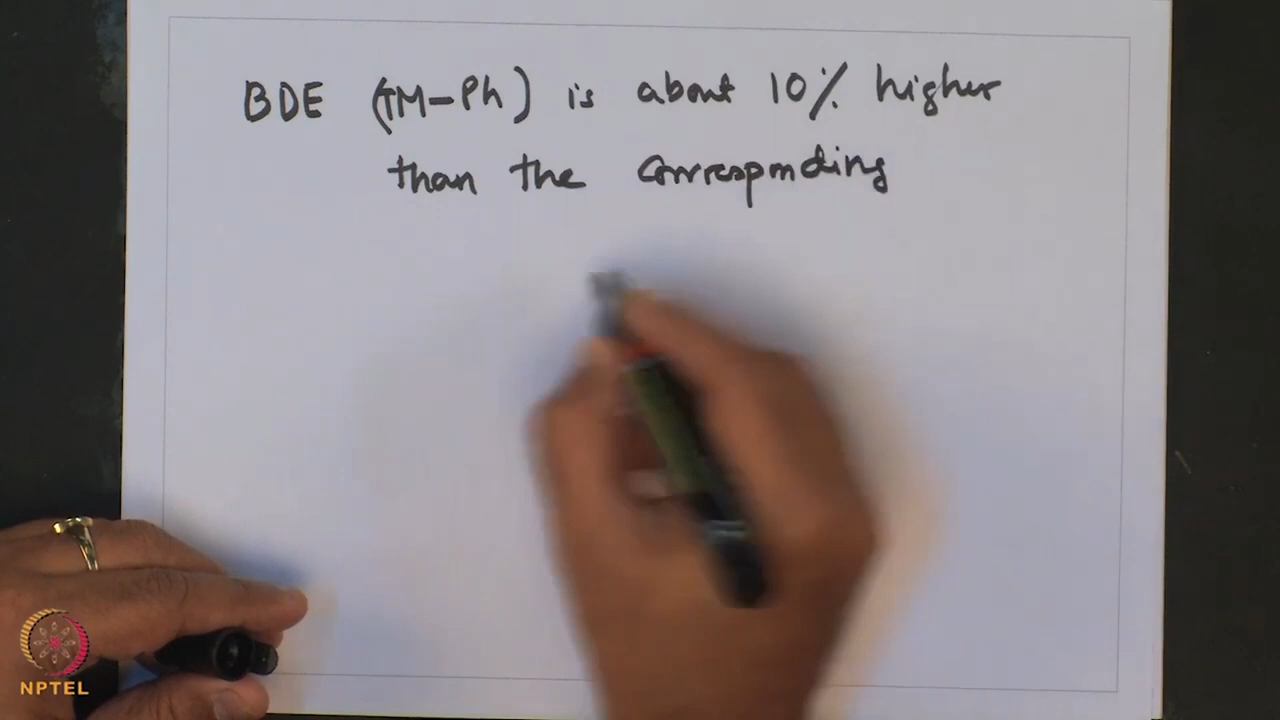 BDE (TM-Ph) is about 10% higher
than the corresponding
NPTEL